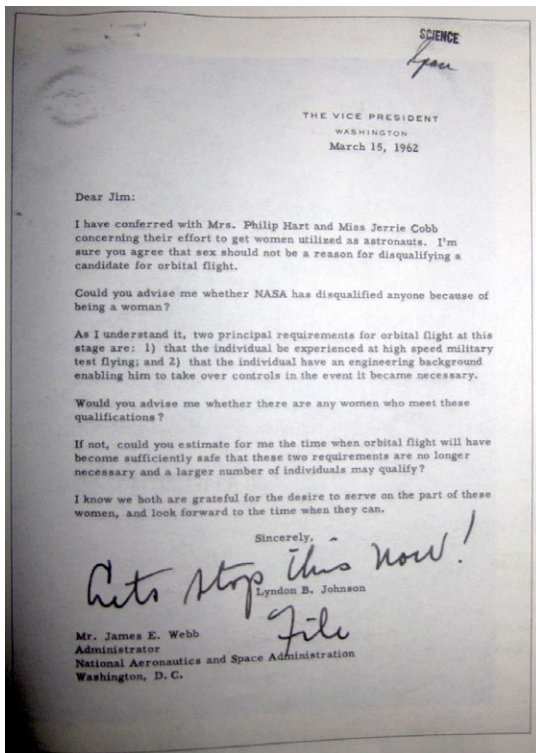 SCIENCE
Space
THE VICE PRESIDENT
WASHINGTON
March 15, 1962
Dear Jim:
I have conferred with Mrs. Philip Hart and Miss Jerrie Cobb
concerning their effort to get women utilized as astronauts. I'm
sure you agree that sex should not be a reason for disqualifying a
candidate for orbital flight.
Could you advise me whether NASA has disqualified anyone because of
being a woman?
As I understand it, two principal requirements for orbital flight at this
stage are: 1) that the individual be experienced at high speed military
test flying; and 2) that the individual have an engineering background
enabling him to take over controls in the event it became necessary.
Would you advise me whether there are any women who meet these
qualifications?
If not, could you estimate for me the time when orbital flight will have
become sufficiently safe that these two requirements are no longer
necessary and a larger number of individuals may qualify?
I know we both are grateful for the desire to serve on the part of these
women, and look forward to the time when they can.
Sincerely,
Lets stop this now!
Lyndon B. Johnson
File
Mr. James E. Webb
Administrator
National Aeronautics and Space Administration
Washington, D. C.